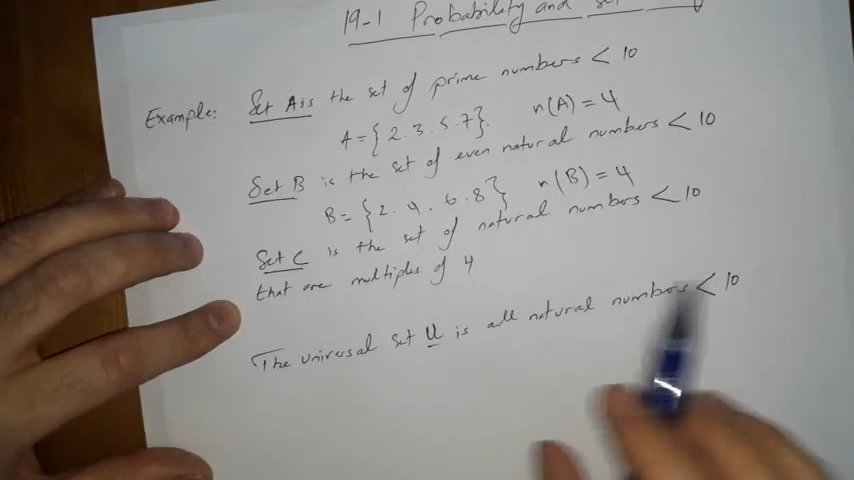 19-1 Probability and set
Example: Set A is the set of prime numbers < 10
A = {2.3.5.7}. n(A) = 4
Set B is the set of even natural numbers < 10
B = {2.4.6.8} n(B) = 4
Set C is the set of natural numbers < 10
that are multiples of 4
The universal set U is all natural numbers < 10